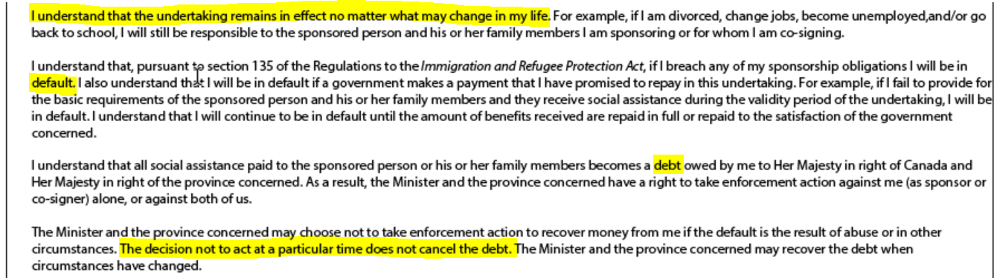 I understand that the undertaking remains in effect no matter what may change in my life. For example, if I am divorced, change jobs, become unemployed,and/or go
back to school, I will still be responsible to the sponsored person and his or her family members I am sponsoring or for whom I am co-signing.
I understand that, pursuant to section 135 of the Regulations to the Immigration and Refugee Protection Act, if I breach any of my sponsorship obligations I will be in
default. I also understand that I will be in default if a government makes a payment that I have promised to repay in this undertaking. For example, if I fail to provide for
the basic requirements of the sponsored person and his or her family members and they receive social assistance during the validity period of the undertaking, I will be
in default. I understand that I will continue to be in default until the amount of benefits received are repaid in full or repaid to the satisfaction of the government
concerned.
I understand that all social assistance paid to the sponsored person or his or her family members becomes a debt owed by me to Her Majesty in right of Canada and
Her Majesty in right of the province concerned. As a result, the Minister and the province concerned have a right to take enforcement action against me (as sponsor or
co-signer) alone, or against both of us.
The Minister and the province concerned may choose not to take enforcement action to recover money from me if the default is the result of abuse or in other
circumstances. The decision not to act at a particular time does not cancel the debt. The Minister and the province concerned may recover the debt when
circumstances have changed.